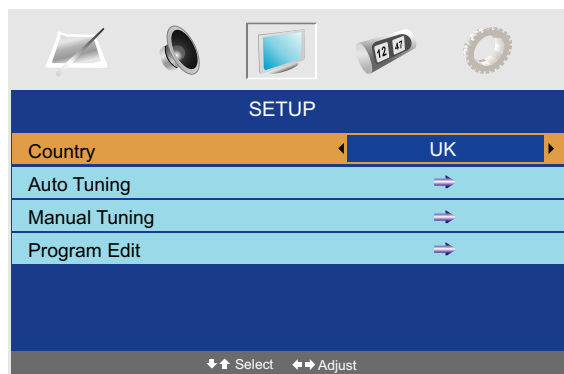 12 47
SETUP
Country UK
Auto Tuning
Manual Tuning
Program Edit
Select Adjust